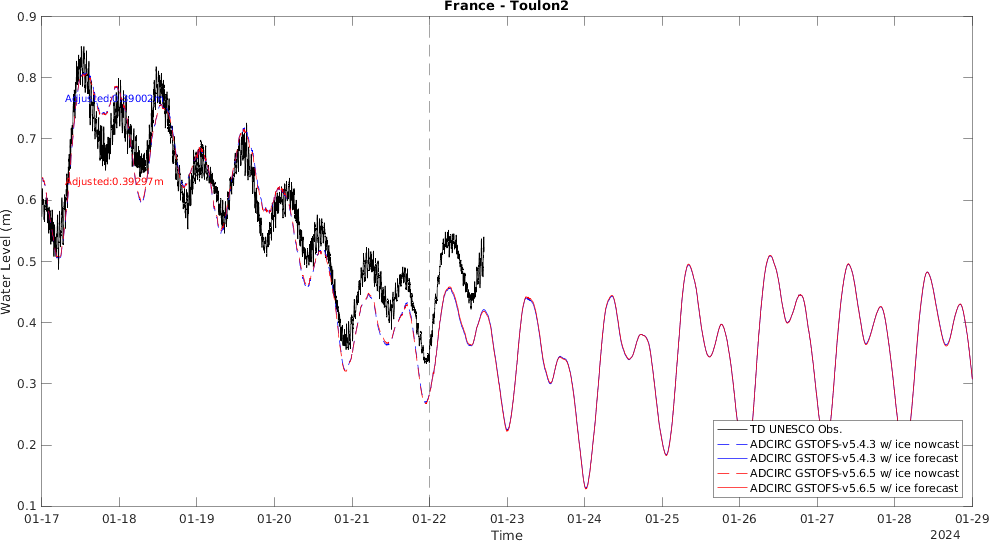 France - Toulon2
0.9
0.8
0.7
0.6
0.5
0.4
0.3
0.2
0.1
Water Level (m)
Adjusted:0.39002m
Adjusted:0.39297m
TD UNESCO Obs.
ADCIRC GSTOFS-v5.4.3 w/ ice nowcast
ADCIRC GSTOFS-v5.4.3 w/ ice forecast
ADCIRC GSTOFS-v5.6.5 w/ ice nowcast
ADCIRC GSTOFS-v5.6.5 w/ ice forecast
01-17 01-18 01-19 01-20 01-21 01-22 01-23 01-24 01-25 01-26 01-27 01-28 01-29
Time
2024